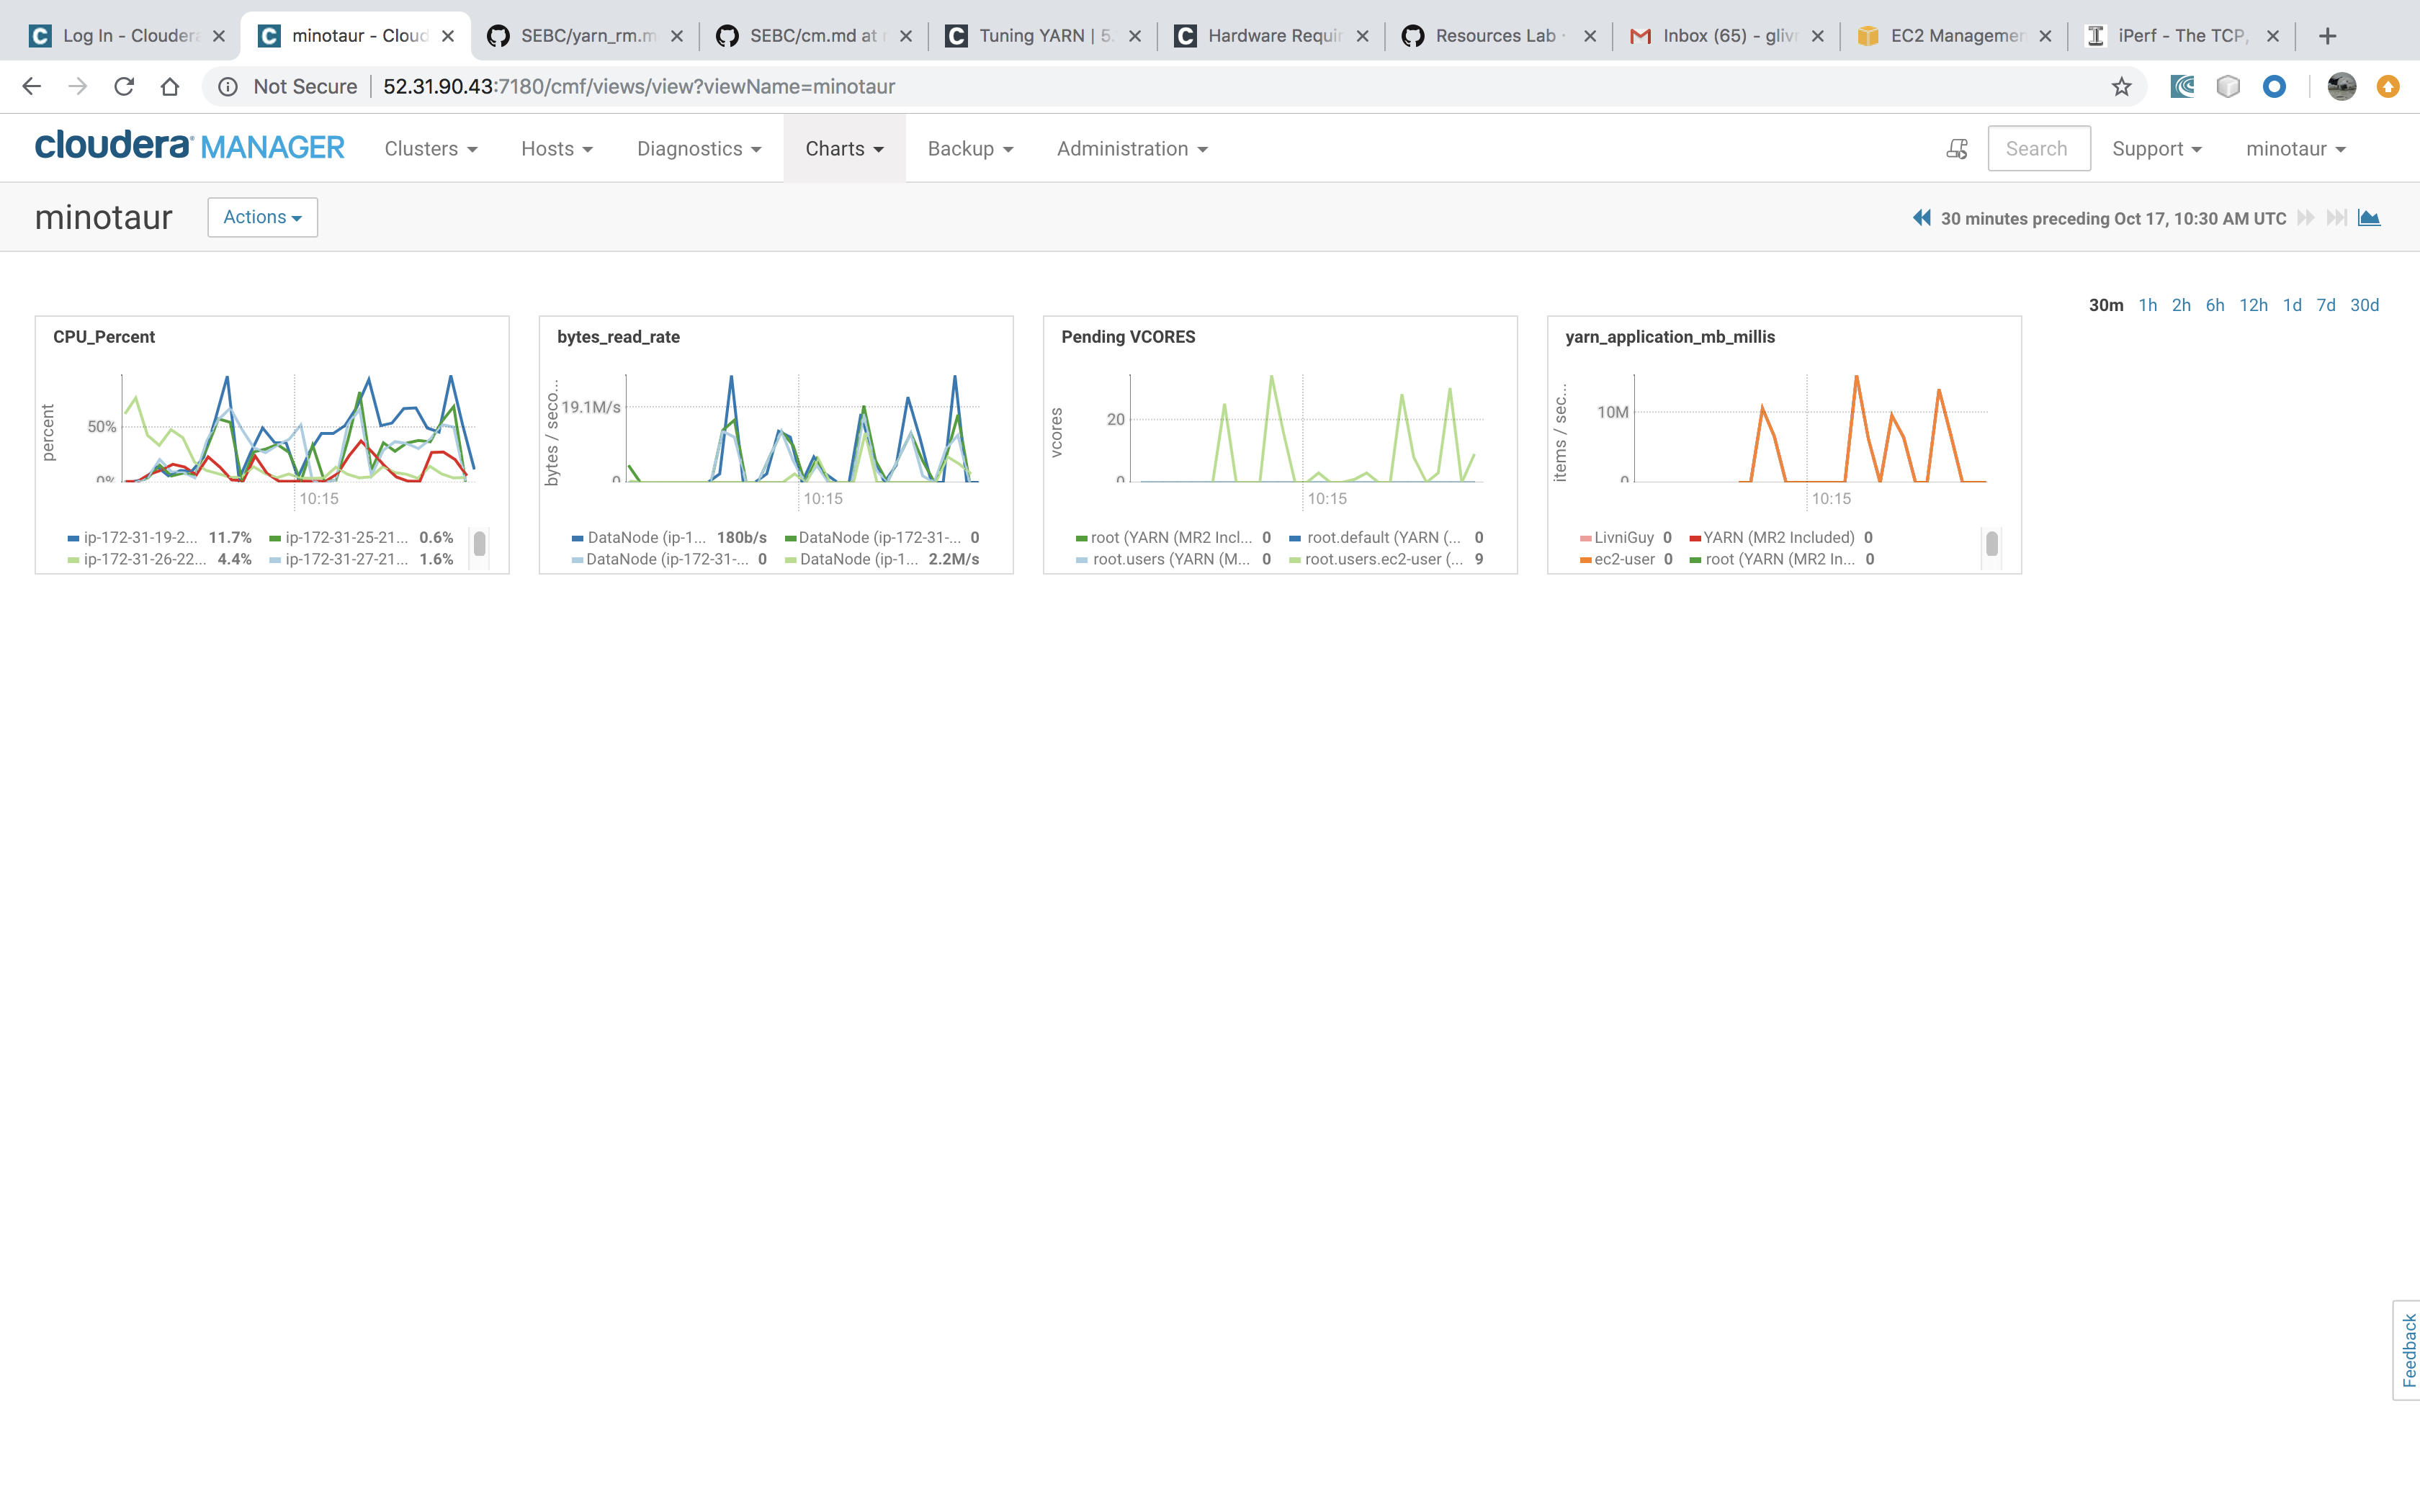 Log In - Cloudera
minotaur - Cloud
SEBC/yarn_rm.m
SEBC/cm.md at
Tuning YARN | 5.
Hardware Requir
Resources Lab ·
Inbox (65) - gliv
EC2 Managemen
iPerf - The TCP,
Not Secure | 52.31.90.43:7180/cmf/views/view?viewName=minotaur
cloudera MANAGER Clusters Hosts Diagnostics Charts Backup Administration Search Support minotaur
minotaur Actions 30 minutes preceding Oct 17, 10:30 AM UTC
30m 1h 2h 6h 12h 1d 7d 30d
CPU_Percent
percent
50%
0%
10:15
ip-172-31-19-2... 11.7% ip-172-31-25-21... 0.6%
ip-172-31-26-22... 4.4% ip-172-31-27-21... 1.6%
bytes_read_rate
bytes / seco...
19.1M/s
0
10:15
DataNode (ip-1... 180b/s DataNode (ip-172-31-... 0
DataNode (ip-172-31-... 0 DataNode (ip-1... 2.2M/s
Pending VCORES
vcores
20
0
10:15
root (YARN (MR2 Incl... 0 root.default (YARN (... 0
root.users (YARN (M... 0 root.users.ec2-user (... 9
yarn_application_mb_millis
items / sec...
10M
0
10:15
LivniGuy 0 YARN (MR2 Included) 0
ec2-user 0 root (YARN (MR2 In... 0
Feedback